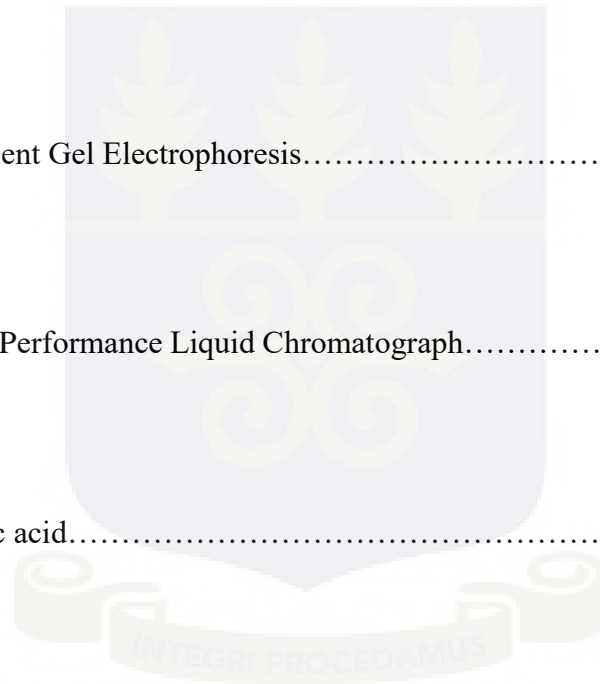 ent Gel Electrophoresis……………………….
Performance Liquid Chromatograph………….
c acid…………………………………………….
INTEGRI PROCEDAMUS